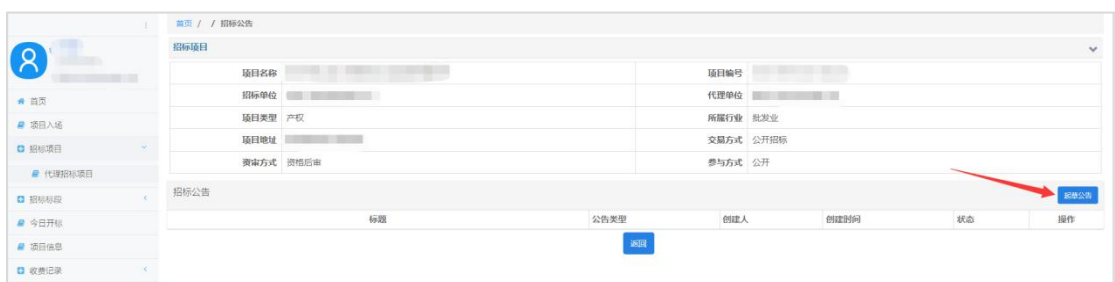 首页 / / 招标公告
招标项目
项目名称
项目编号
招标单位
代理单位
项目类型 产权
所属行业 批发业
项目地址
交易方式 公开招标
资审方式 资格后审
参与方式 公开
首页
项目入场
招标项目
代理招标项目
招标标段
今日开标
项目信息
收费记录
招标公告
起草公告
标题 公告类型 创建人 创建时间 状态 操作
返回